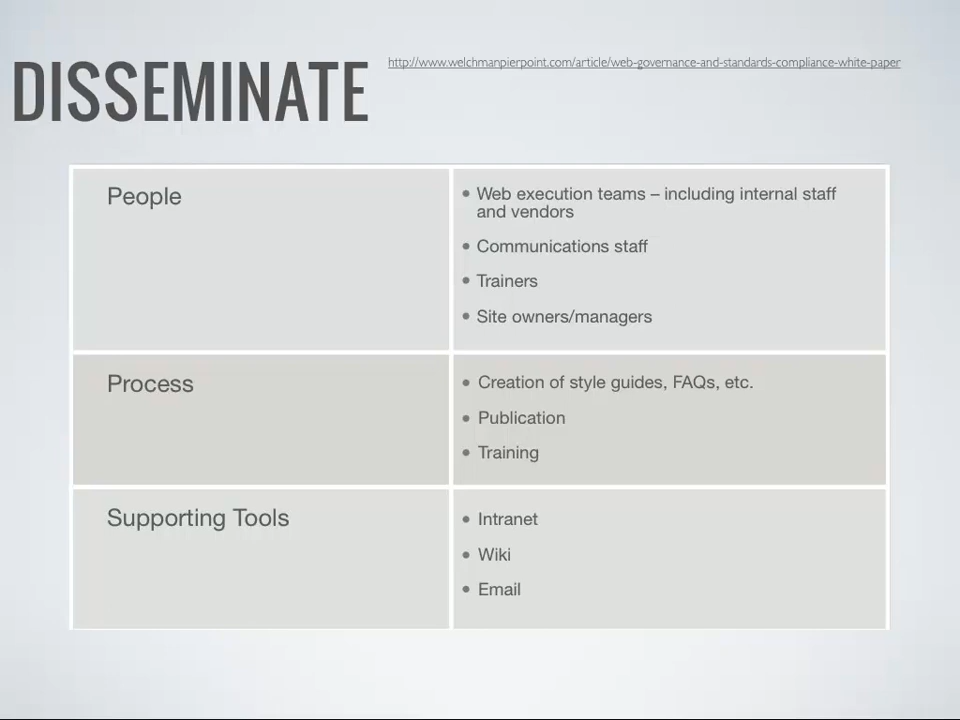 DISSEMINATE
http://www.welchmanpierpoint.com/article/web-governance-and-standards-compliance-white-paper
People
• Web execution teams – including internal staff
and vendors
• Communications staff
• Trainers
• Site owners/managers
Process
• Creation of style guides, FAQs, etc.
• Publication
• Training
Supporting Tools
• Intranet
• Wiki
• Email